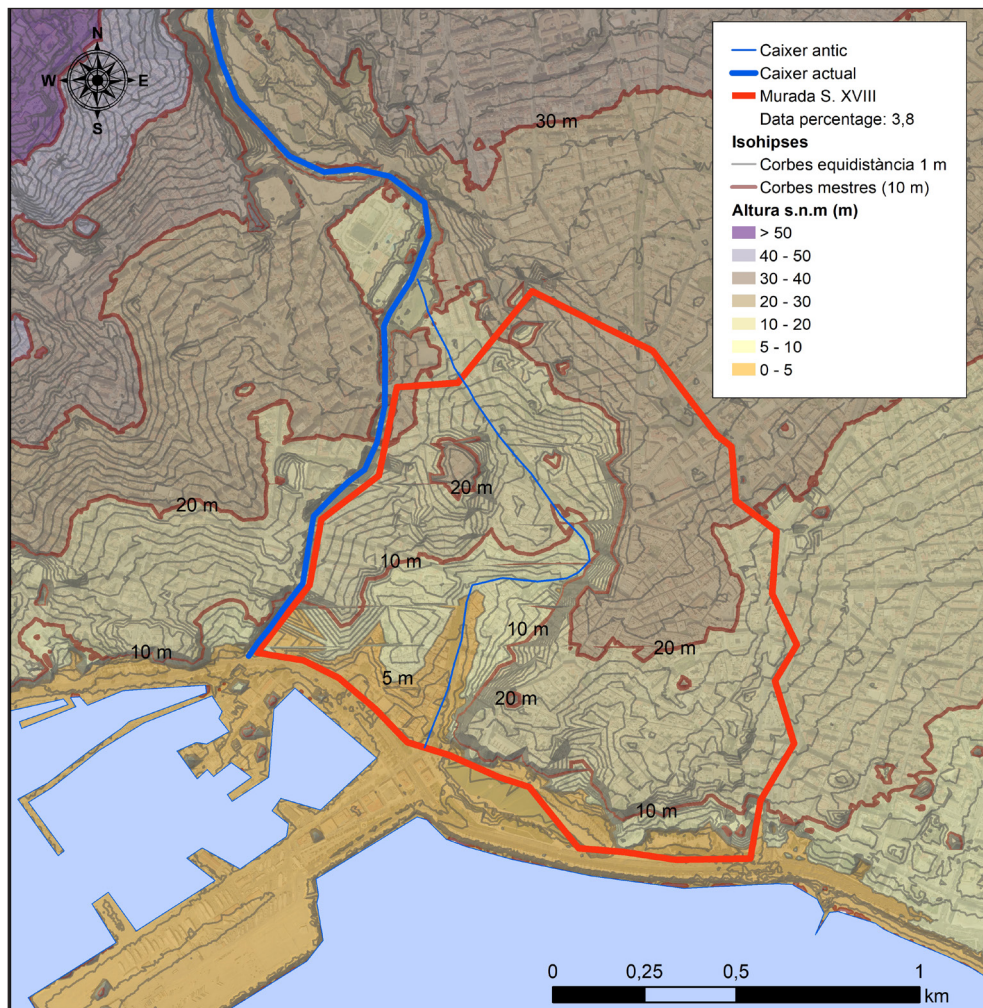 N
W E
S
Caixer antic
Caixer actual
Murada S. XVIII
Data percentage: 3,8
Isohipses
Corbes equidistància 1 m
Corbes mestres (10 m)
Altura s.n.m (m)
> 50
40 - 50
30 - 40
20 - 30
10 - 20
5 - 10
0 - 5
30 m
20 m
20 m
10 m
10 m
10 m
20 m
5 m
20 m
10 m
0 0,25 0,5 1
km